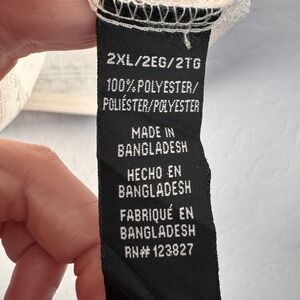 2XL/2EG/2TG
100% POLYESTER/
POLIÉSTER/POLYESTER
MADE IN
BANGLADESH
HECHO EN
BANGLADESH
FABRIQUÉ EN
BANGLADESH
RN# 123827